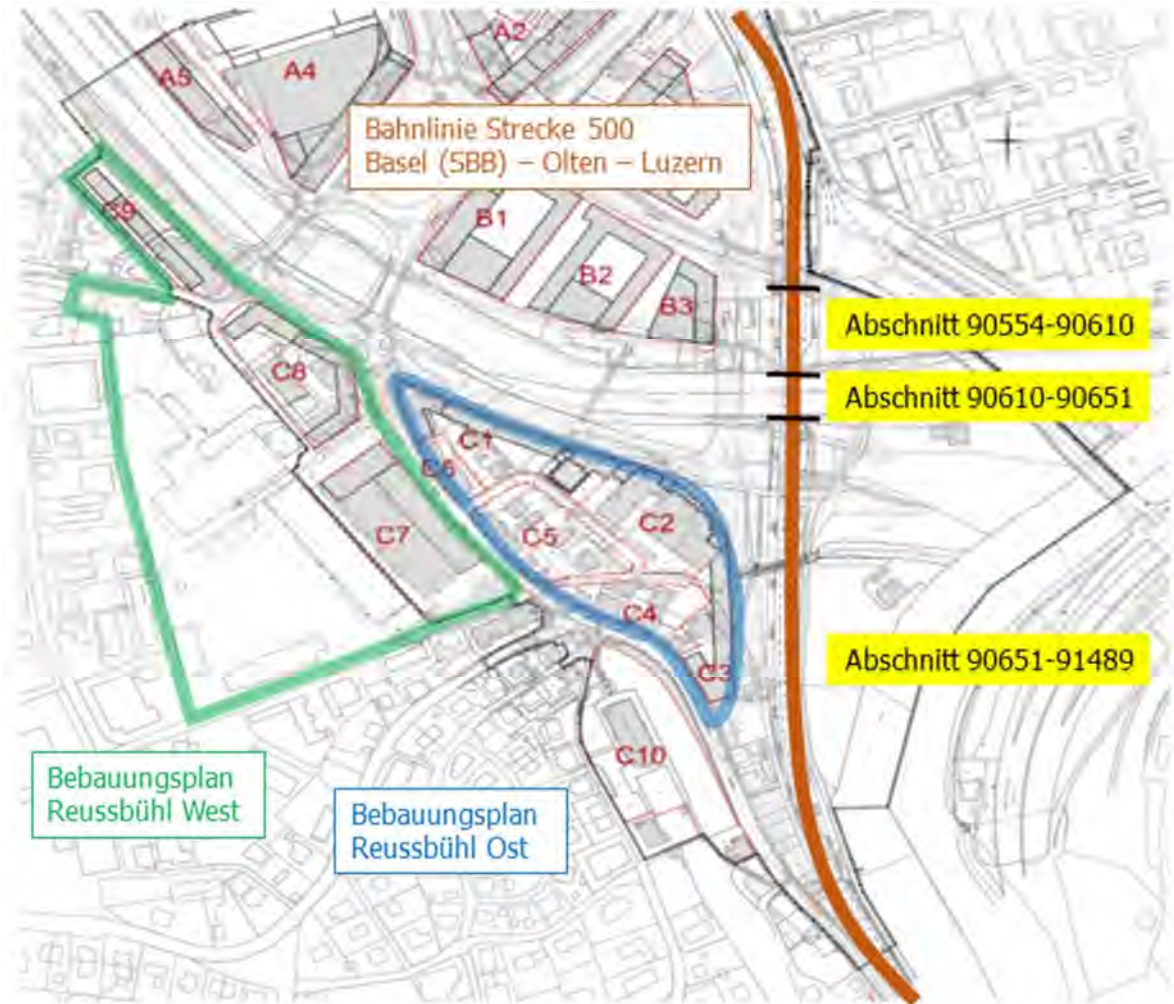 A2
A5
A4
Bahnlinie Strecke 500
Basel (SBB) – Olten – Luzern
C9
B1
B2
B3
Abschnitt 90554-90610
C8
Abschnitt 90610-90651
C1
C6
C7
C5
C2
C4
C3
Abschnitt 90651-91489
C10
Bebauungsplan
Reussbühl West
Bebauungsplan
Reussbühl Ost